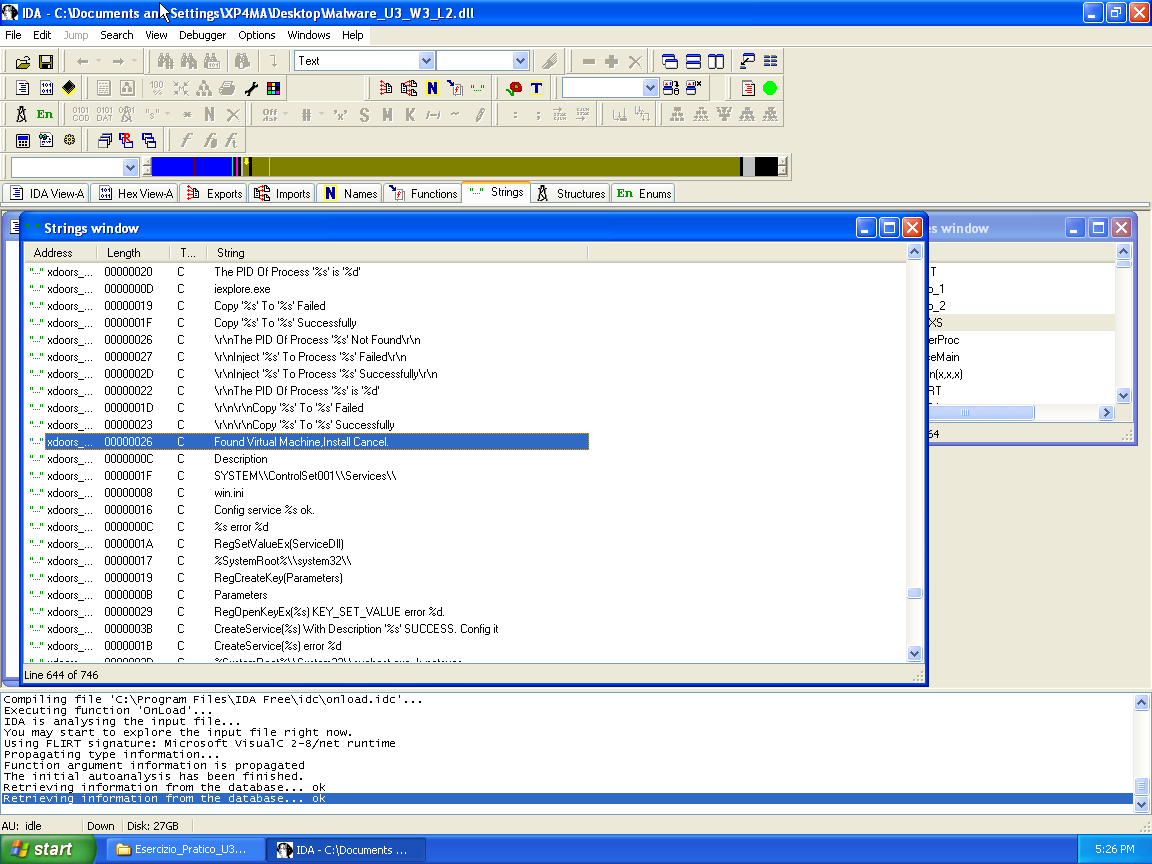 IDA - C:\Documents and Settings\XP4MA\Desktop\Malware_U3_W3_L2.dll
File Edit Jump Search View Debugger Options Windows Help
Text
IDA View-A Hex View-A Exports Imports N Names Functions Strings Structures En Enums
Strings window
Address Length T... String
xdoors_... 00000020 C The PID Of Process '%s' is '%d'
xdoors_... 0000000D C iexplore.exe
xdoors_... 00000019 C Copy '%s' To '%s' Failed
xdoors_... 0000001F C Copy '%s' To '%s' Successfully
xdoors_... 00000026 C \r\nThe PID Of Process '%s' Not Found\r\n
xdoors_... 00000027 C \r\nInject '%s' To Process '%s' Failed\r\n
xdoors_... 0000002D C \r\nInject '%s' To Process '%s' Successfully\r\n
xdoors_... 00000022 C \r\nThe PID Of Process '%s' is '%d'
xdoors_... 0000001D C \r\n\r\nCopy '%s' To '%s' Failed
xdoors_... 00000023 C \r\n\r\nCopy '%s' To '%s' Successfully
xdoors_... 00000026 C Found Virtual Machine,Install Cancel.
xdoors_... 0000000C C Description
xdoors_... 0000001F C SYSTEM\\ControlSet001\\Services\\
xdoors_... 00000008 C win.ini
xdoors_... 00000016 C Config service %s ok.
xdoors_... 0000000C C %s error %d
xdoors_... 0000001A C RegSetValueEx(ServiceDll)
xdoors_... 00000017 C %SystemRoot%\\system32\\
xdoors_... 00000019 C RegCreateKey(Parameters)
xdoors_... 0000000B C Parameters
xdoors_... 00000029 C RegOpenKeyEx(%s) KEY_SET_VALUE error %d.
xdoors_... 0000003B C CreateService(%s) With Description '%s' SUCCESS. Config it
xdoors_... 0000001B C CreateService(%s) error %d
Line 644 of 746
es window
T
o_1
o_2
XS
erProc
ceMain
n(x,x,x)
RT
64
Compiling file 'C:\Program Files\IDA Free\idc\onload.idc'...
Executing function 'OnLoad'...
IDA is analysing the input file...
You may start to explore the input file right now.
Using FLIRT signature: Microsoft VisualC 2-8/net runtime
Propagating type information...
Function argument information is propagated
The initial autoanalysis has been finished.
Retrieving information from the database... ok
Retrieving information from the database... ok
AU: idle Down Disk: 27GB
start Esercizio_Pratico_U3... IDA - C:\Documents ... 5:26 PM